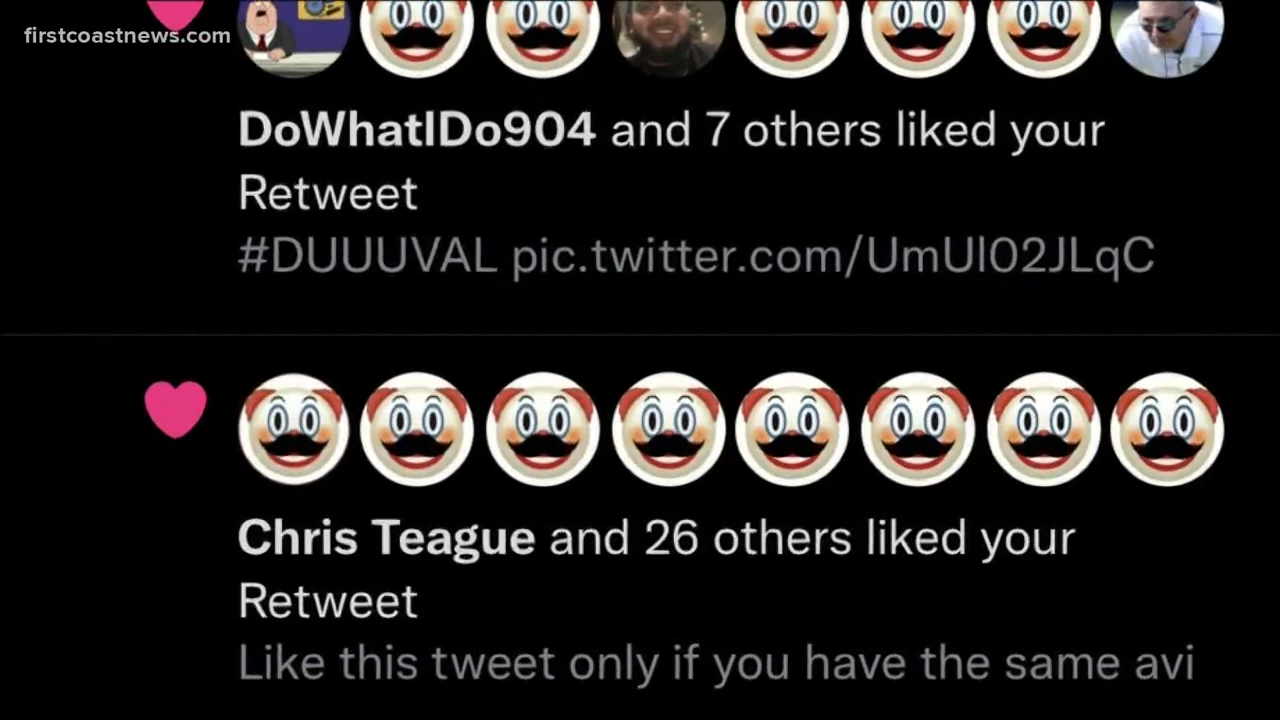 firstcoastnews.com
DoWhatIDo904 and 7 others liked your
Retweet
#DUUUVAL pic.twitter.com/UmUl02JLqC
Chris Teague and 26 others liked your
Retweet
Like this tweet only if you have the same avi